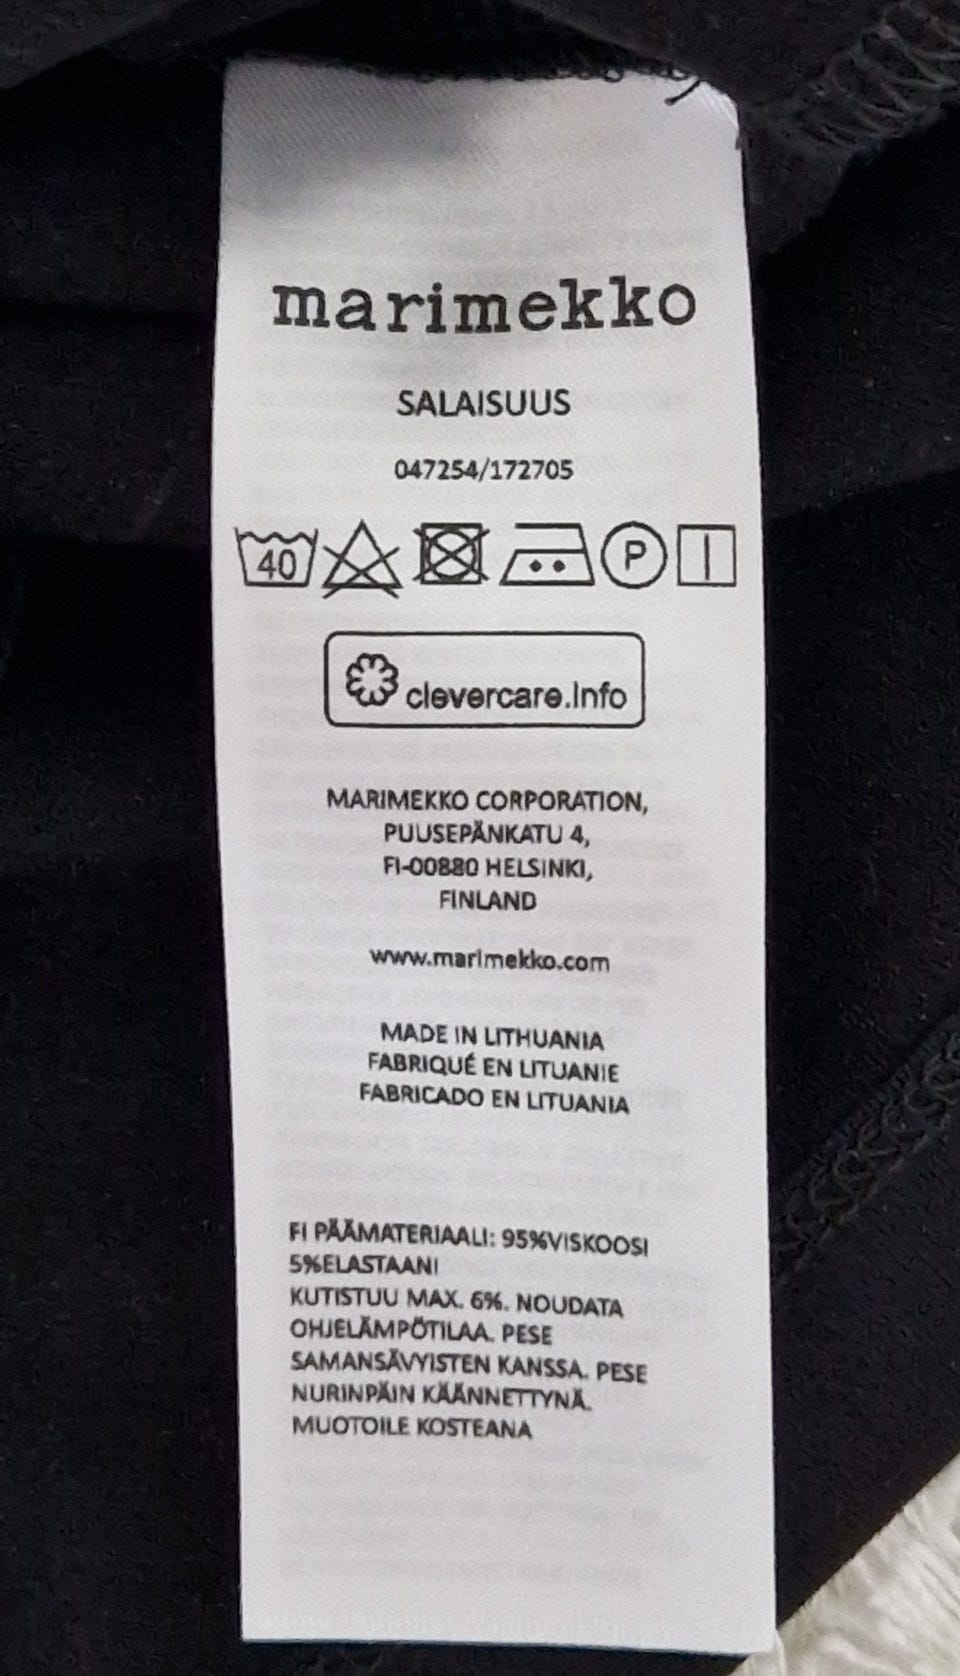 marimekko
SALAISUUS
047254/172705
40 P
clevercare.info
MARIMEKKO CORPORATION,
PUUSEPÄNKATU 4,
FI-00880 HELSINKI,
FINLAND
www.marimekko.com
MADE IN LITHUANIA
FABRIQUÉ EN LITUANIE
FABRICADO EN LITUANIA
FI PÄÄMATERIAALI: 95%VISKOOSI
5%ELASTAANI
KUTISTUU MAX. 6%. NOUDATA
OHJELÄMPÖTILAA. PESE
SAMANSÄVYISTEN KANSSA. PESE
NURINPÄIN KÄÄNNETTYNÄ.
MUOTOILE KOSTEANA